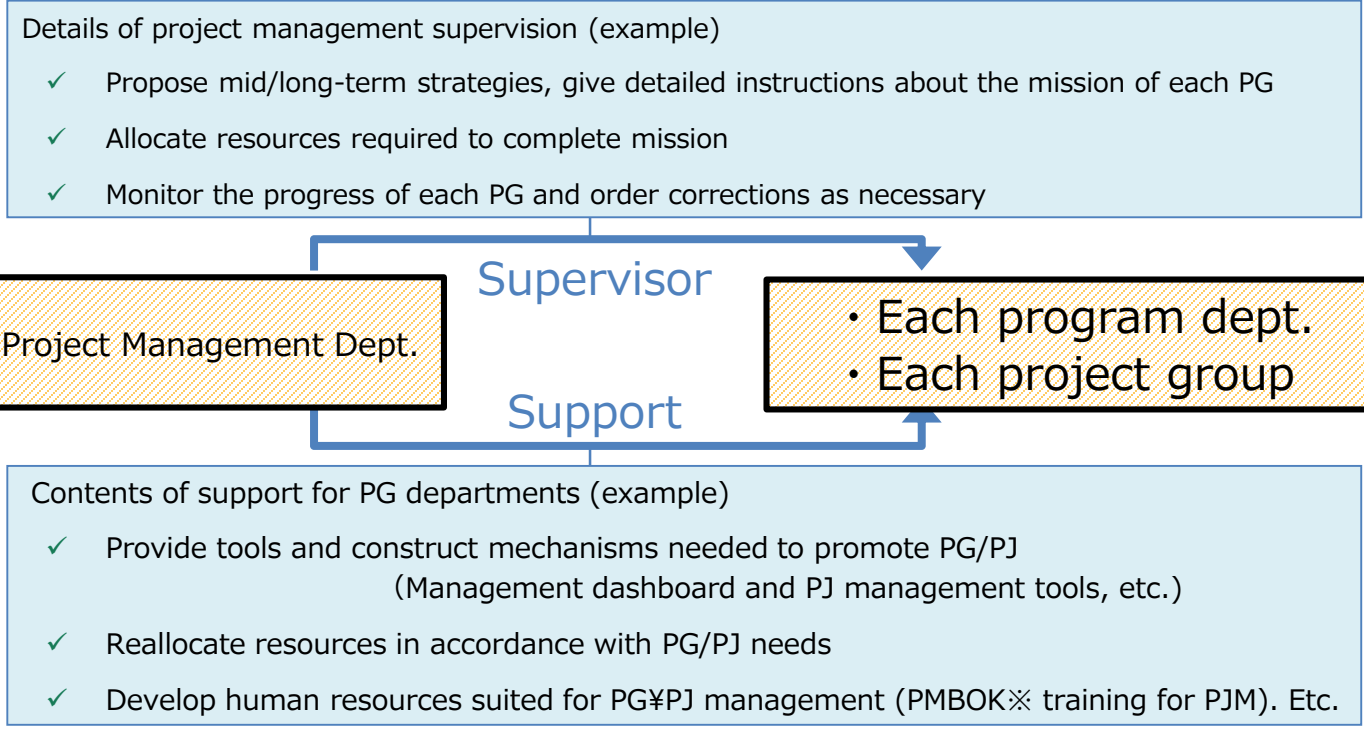 Details of project management supervision (example)
✓ Propose mid/long-term strategies, give detailed instructions about the mission of each PG
✓ Allocate resources required to complete mission
✓ Monitor the progress of each PG and order corrections as necessary
Supervisor
Project Management Dept.
・Each program dept.
・Each project group
Support
Contents of support for PG departments (example)
✓ Provide tools and construct mechanisms needed to promote PG/PJ
（Management dashboard and PJ management tools, etc.）
✓ Reallocate resources in accordance with PG/PJ needs
✓ Develop human resources suited for PG¥PJ management (PMBOK※ training for PJM). Etc.